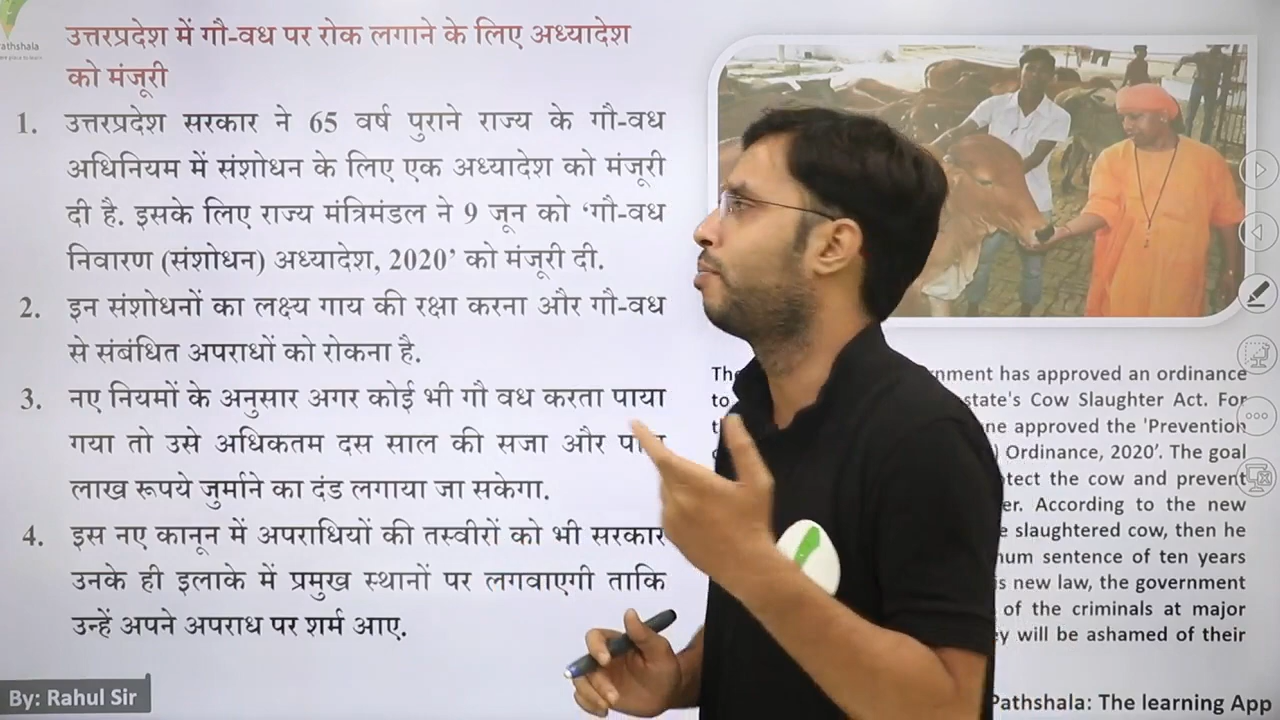 athshala
उत्तरप्रदेश में गौ-वध पर रोक लगाने के लिए अध्यादेश
को मंजूरी
1. उत्तरप्रदेश सरकार ने 65 वर्ष पुराने राज्य के गौ-वध
अधिनियम में संशोधन के लिए एक अध्यादेश को मंजूरी
दी है. इसके लिए राज्य मंत्रिमंडल ने 9 जून को ‘गौ-वध
निवारण (संशोधन) अध्यादेश, 2020’ को मंजूरी दी.
2. इन संशोधनों का लक्ष्य गाय की रक्षा करना और गौ-वध
से संबंधित अपराधों को रोकना है.
3. नए नियमों के अनुसार अगर कोई भी गौ वध करता पाया
गया तो उसे अधिकतम दस साल की सजा और
लाख रूपये जुर्माने का दंड लगाया जा सकेगा.
4. इस नए कानून में अपराधियों की तस्वीरों को भी सरकार
उनके ही इलाके में प्रमुख स्थानों पर लगवाएगी ताकि
उन्हें अपने अपराध पर शर्म आए.
The nment has approved an ordinance
to state's Cow Slaughter Act. For
ne approved the 'Prevention
) Ordinance, 2020’. The goal
tect the cow and prevent
er. According to the new
e slaughtered cow, then he
um sentence of ten years
s new law, the government
of the criminals at major
ey will be ashamed of their
By: Rahul Sir
Pathshala: The learning App